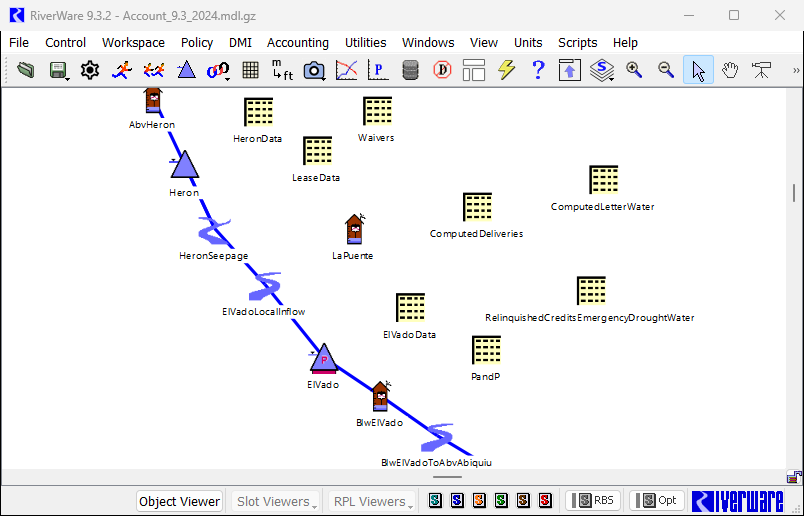 RiverWare 9.3.2 - Account_9.3_2024.mdl.gz
File Control Workspace Policy DMI Accounting Utilities Windows View Units Scripts Help
m ft P D S ? »
AbvHeron
HeronData
Waivers
LeaseData
Heron
ComputedLetterWater
ComputedDeliveries
HeronSeepage
LaPuente
ElVadoLocalInflow
ElVadoData
RelinquishedCreditsEmergencyDroughtWater
P
ElVado
PandP
BlwElVado
BlwElVadoToAbvAbiquiu
Object Viewer Slot Viewers RPL Viewers S S S S S S S RBS S Opt Riverware